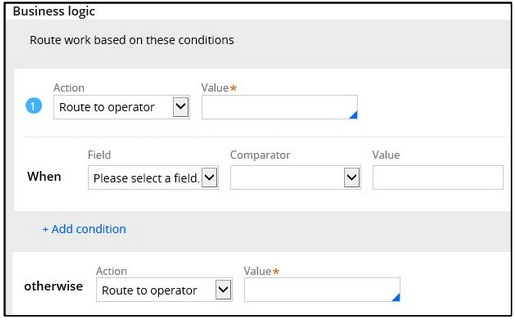 Business logic
Route work based on these conditions
Action Value*
1 Route to operator
Field Comparator Value
When Please select a field.
+ Add condition
Action Value*
otherwise Route to operator